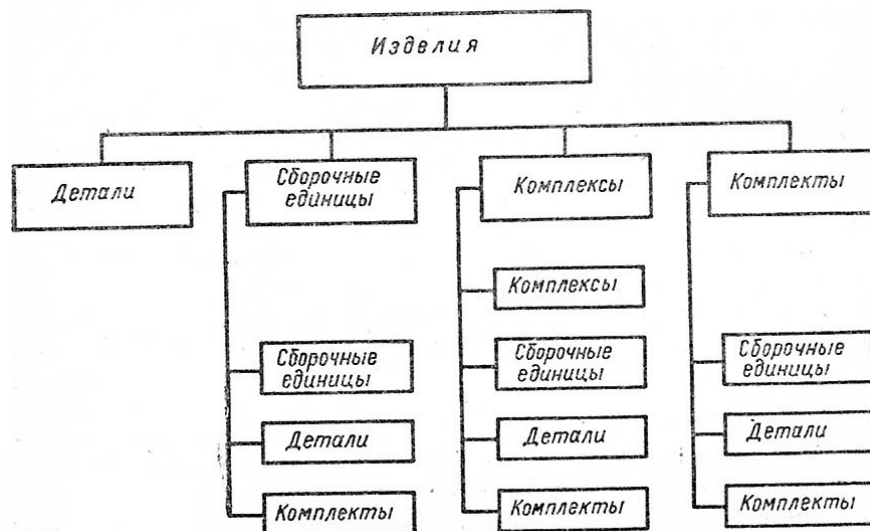 Изделия
Детали
Сборочные
единицы
Комплексы
Комплекты
Комплексы
Сборочные
единицы
Сборочные
единицы
Сборочные
единицы
Детали
Детали
Детали
Комплекты
Комплекты
Комплекты